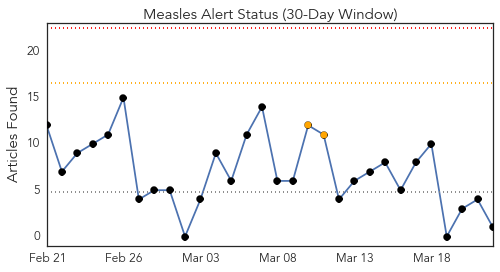 Measles Alert Status (30-Day Window)
Articles Found
20
15
10
5
0
Feb 21 Feb 26 Mar 03 Mar 08 Mar 13 Mar 18